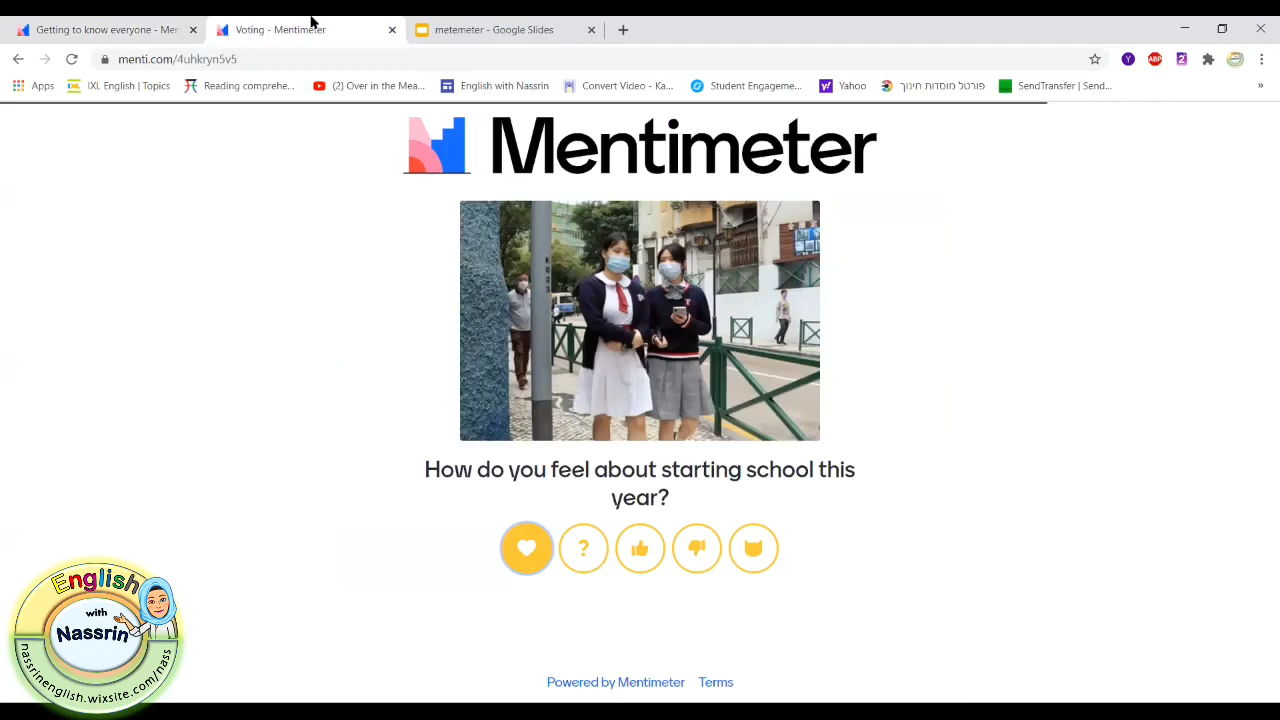 Getting to know everyone - Mer
Voting - Mentimeter
metemeter - Google Slides
menti.com/4uhkryn5v5
Y
ABP
2
Apps
IXL English | Topics
Reading comprehe...
(2) Over in the Mea...
English with Nassrin
Convert Video - Ka...
Student Engageme...
Yahoo
פורטל מוסדות חינוך
SendTransfer | Send...
»
Mentimeter
How do you feel about starting school this
year?
?
English
with
Nassrin
nassrinenglish.wixsite.com/nass
Powered by Mentimeter
Terms